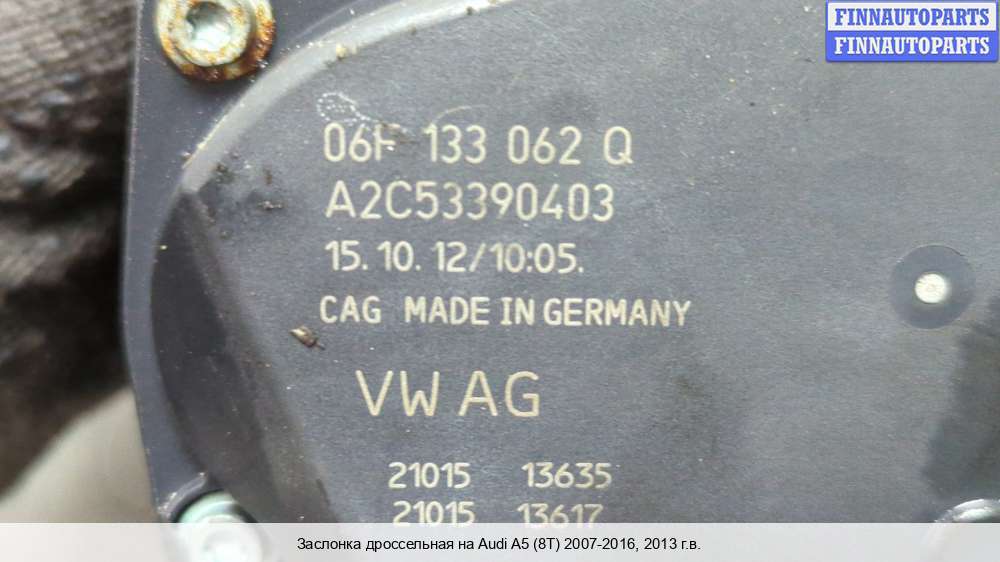 FINNAUTOPARTS
FINNAUTOPARTS
06F 133 062 Q
A2C53390403
15. 10. 12/10:05.
CAG MADE IN GERMANY
VW AG
21015 13635
21015 13617
Заслонка дроссельная на Audi A5 (8T) 2007-2016, 2013 г.в.